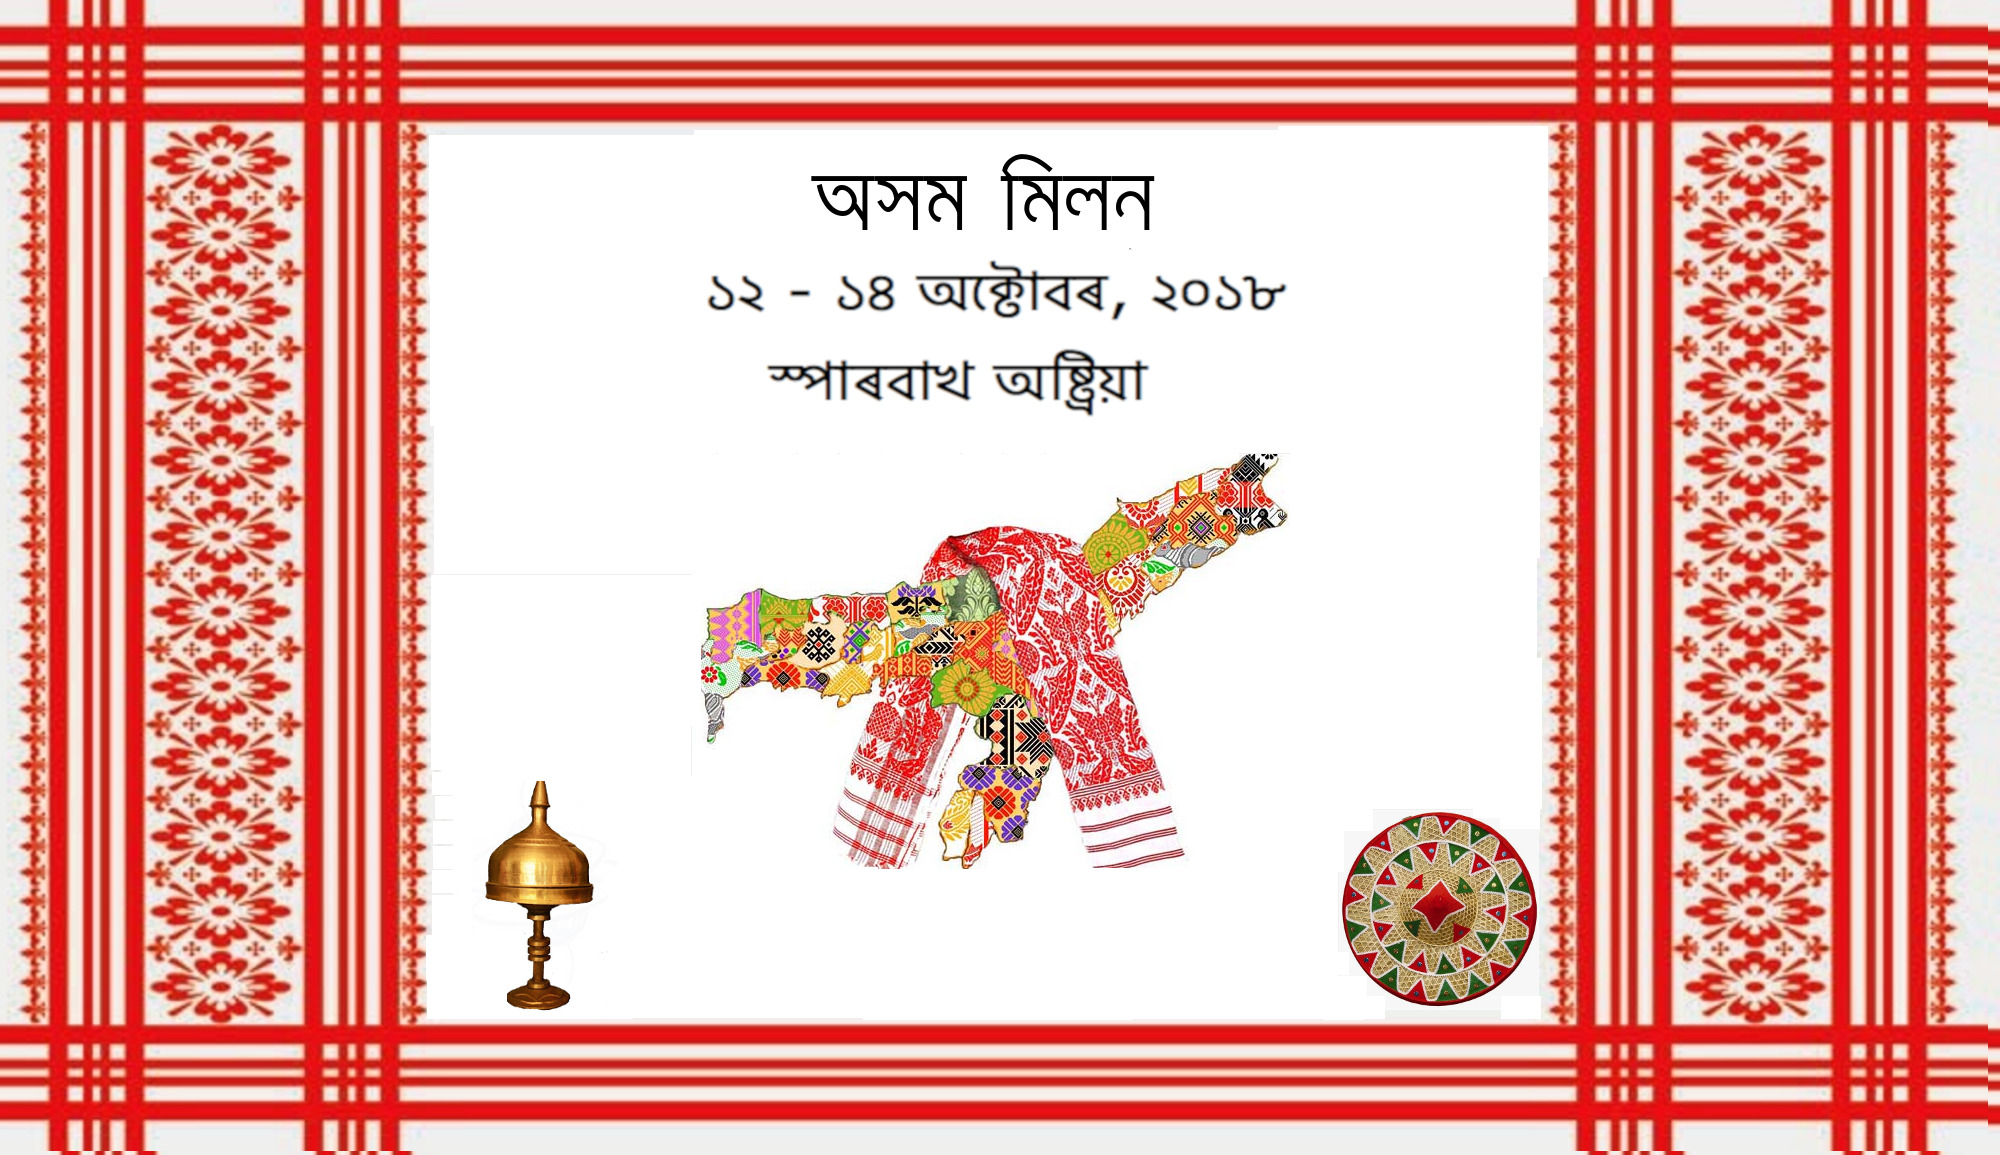 অসম মিলন
১২ - ১৪ অক্টোবৰ, ২০১৮
স্পাৰবাখ অষ্ট্ৰিয়া